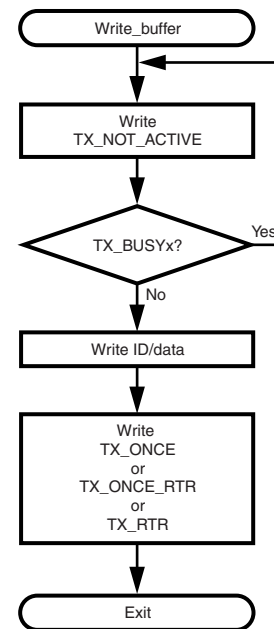 Write_buffer
Write
TX_NOT_ACTIVE
TX_BUSYx?
Yes
No
Write ID/data
Write
TX_ONCE
or
TX_ONCE_RTR
or
TX_RTR
Exit